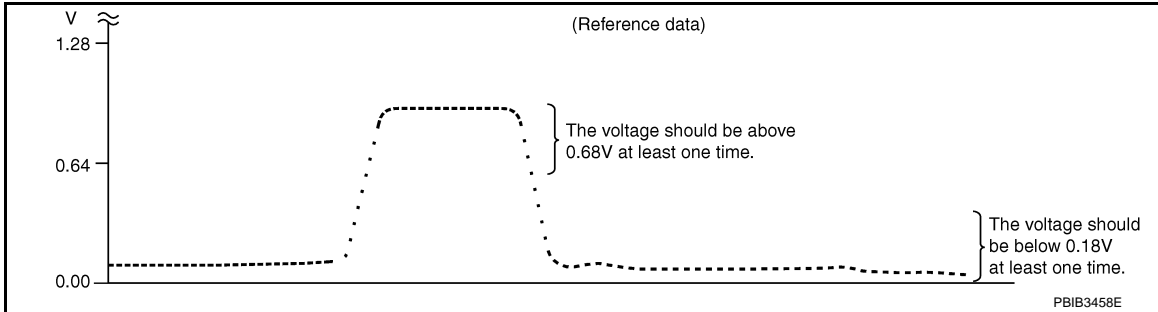 V
(Reference data)
1.28
The voltage should be above
0.68V at least one time.
0.64
The voltage should
be below 0.18V
at least one time.
0.00
PBIB3458E